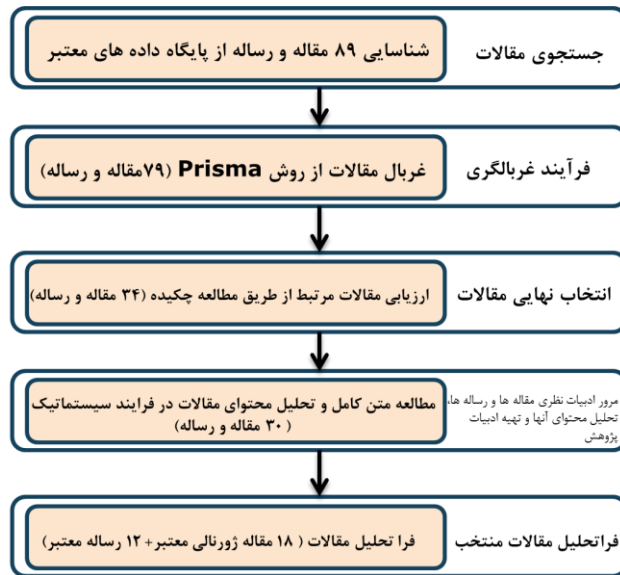 جستجوی مقالات
شناسایی ۸۹ مقاله و رساله از پایگاه داده های معتبر
فرآیند غربالگری
غربال مقالات از روش Prisma (۷۹مقاله و رساله)
انتخاب نهایی مقالات
ارزیابی مقالات مرتبط از طریق مطالعه چکیده (۳۴ مقاله و رساله)
مرور ادبیات نظری مقاله ها و رساله ها،
تحلیل محتوای آنها و تهیه ادبیات
پژوهش
مطالعه متن کامل و تحلیل محتوای مقالات در فرایند سیستماتیک
( ۳۰ مقاله و رساله)
فراتحلیل مقالات منتخب
فرا تحلیل مقالات ( ۱۸ مقاله ژورنالی معتبر+ ۱۲ رساله معتبر)